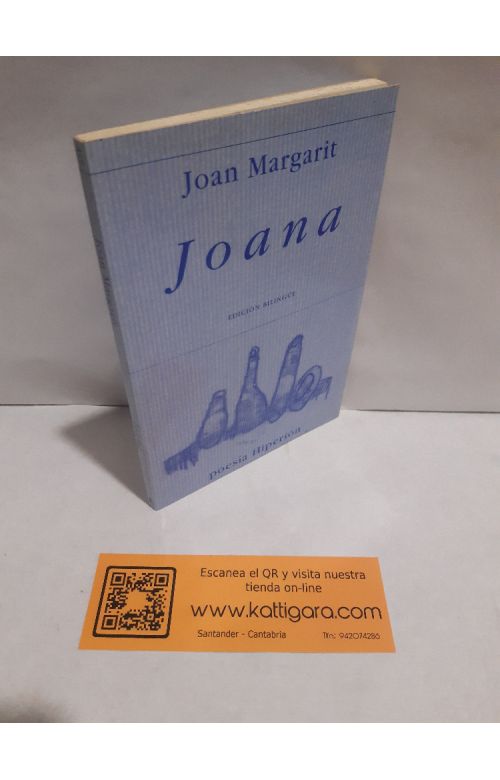 Joan Margarit
Joana
EDICIÓN BILINGÜE
poesía Hiperión
Escanea el QR y visita nuestra
tienda on-line
www.kattigara.com
Santander - Cantabria
Tfn: 942074286